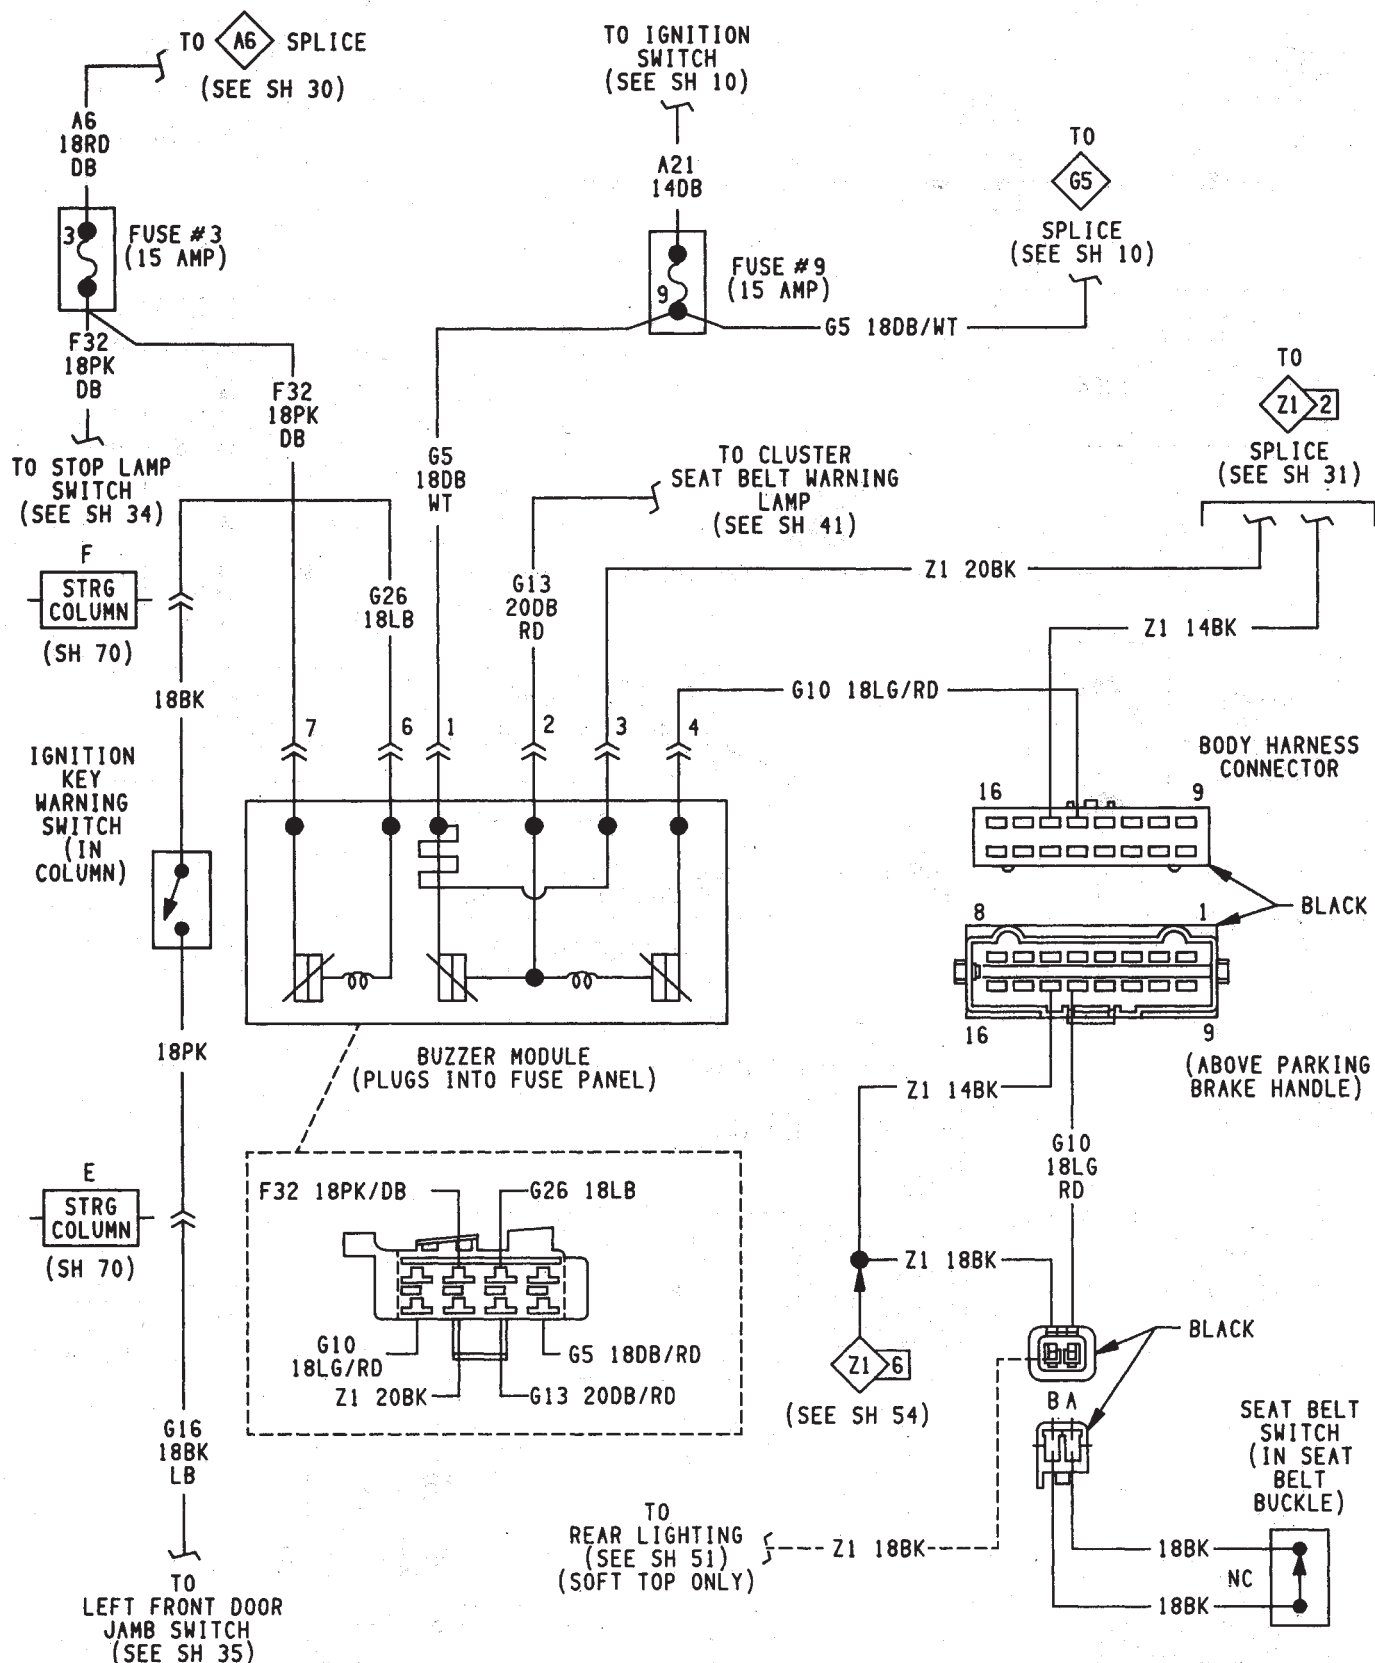 TO A6 SPLICE
(SEE SH 30)
A6
18RD
DB
3
FUSE #3
(15 AMP)
F32
18PK
DB
TO STOP LAMP
SWITCH
(SEE SH 34)
F32
18PK
DB
TO IGNITION
SWITCH
(SEE SH 10)
A21
14DB
FUSE #9
(15 AMP)
9
TO
G5
SPLICE
(SEE SH 10)
G5 18DB/WT
G5
18DB
WT
TO CLUSTER
SEAT BELT WARNING
LAMP
(SEE SH 41)
G13
20DB
RD
TO
Z1 2
SPLICE
(SEE SH 31)
Z1 20BK
Z1 14BK
G10 18LG/RD
F
STRG
COLUMN
(SH 70)
G26
18LB
18BK
7 6 1 2 3 4
IGNITION
KEY
WARNING
SWITCH
(IN
COLUMN)
BODY HARNESS
CONNECTOR
16 9
BLACK
8 1
16 9
(ABOVE PARKING
BRAKE HANDLE)
18PK
BUZZER MODULE
(PLUGS INTO FUSE PANEL)
Z1 14BK
G10
18LG
RD
E
STRG
COLUMN
(SH 70)
F32 18PK/DB
G26 18LB
G10
18LG/RD
G5 18DB/RD
Z1 20BK
G13 20DB/RD
Z1 18BK
Z1 6
(SEE SH 54)
BLACK
B A
SEAT BELT
SWITCH
(IN SEAT
BELT
BUCKLE)
G16
18BK
LB
TO
LEFT FRONT DOOR
JAMB SWITCH
(SEE SH 35)
TO
REAR LIGHTING
(SEE SH 51)
(SOFT TOP ONLY)
Z1 18BK
18BK
NC
18BK